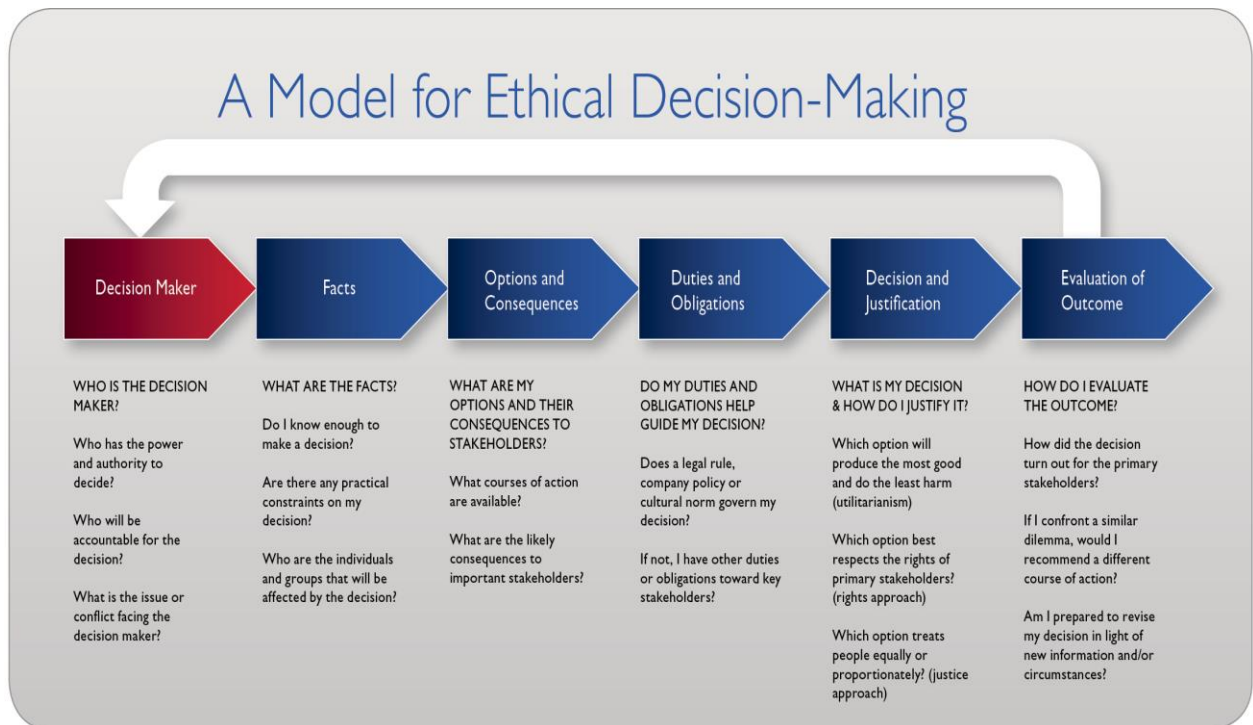 A Model for Ethical Decision-Making
Decision Maker
Facts
Options and
Consequences
Duties and
Obligations
Decision and
Justification
Evaluation of
Outcome
WHO IS THE DECISION
MAKER?
Who has the power
and authority to
decide?
Who will be
accountable for the
decision?
What is the issue or
conflict facing the
decision maker?
WHAT ARE THE FACTS?
Do I know enough to
make a decision?
Are there any practical
constraints on my
decision?
Who are the individuals
and groups that will be
affected by the decision?
WHAT ARE MY
OPTIONS AND THEIR
CONSEQUENCES TO
STAKEHOLDERS?
What courses of action
are available?
What are the likely
consequences to
important stakeholders?
DO MY DUTIES AND
OBLIGATIONS HELP
GUIDE MY DECISION?
Does a legal rule,
company policy or
cultural norm govern my
decision?
If not, I have other duties
or obligations toward key
stakeholders?
WHAT IS MY DECISION
& HOW DO I JUSTIFY IT?
Which option will
produce the most good
and do the least harm
(utilitarianism)
Which option best
respects the rights of
primary stakeholders?
(rights approach)
Which option treats
people equally or
proportionately? (justice
approach)
HOW DO I EVALUATE
THE OUTCOME?
How did the decision
turn out for the primary
stakeholders?
If I confront a similar
dilemma, would I
recommend a different
course of action?
Am I prepared to revise
my decision in light of
new information and/or
circumstances?